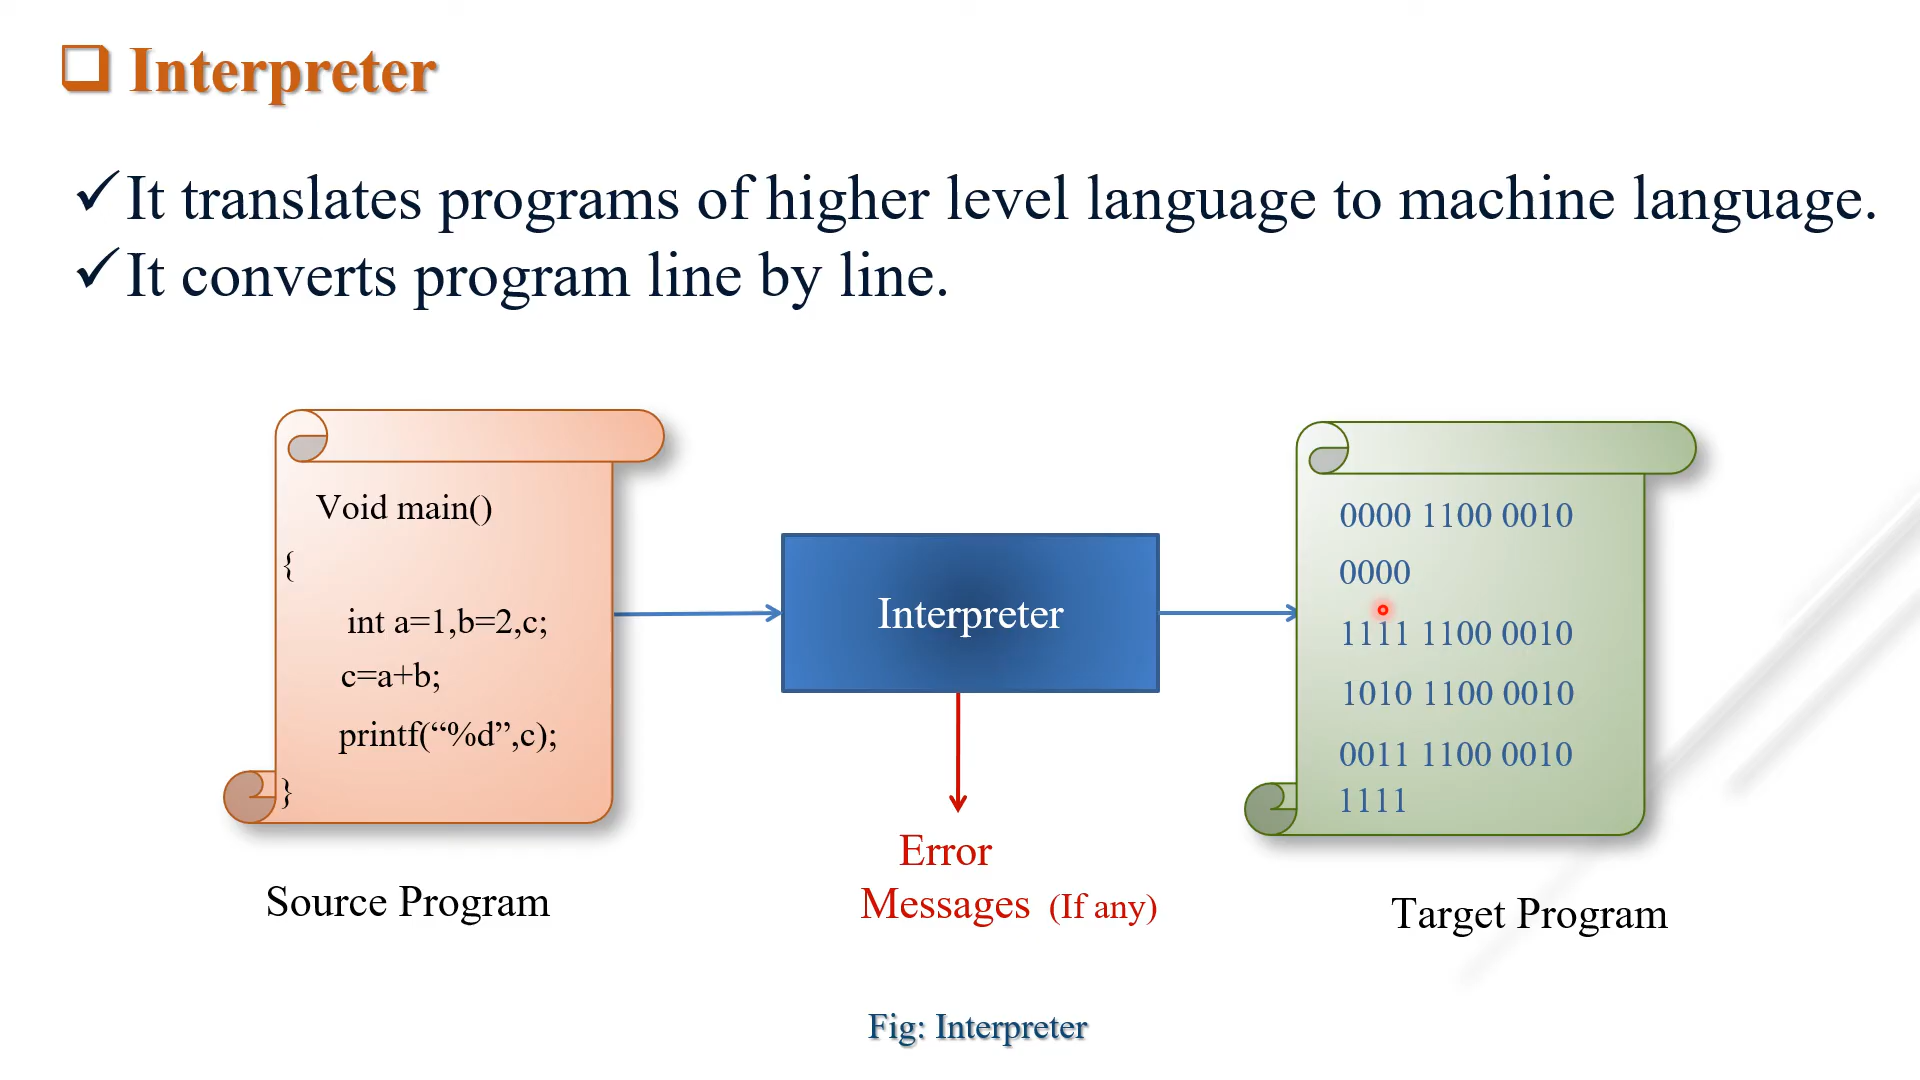 Interpreter
It translates programs of higher level language to machine language.
It converts program line by line.
Void main()
{
int a=1,b=2,c;
c=a+b;
printf(“%d”,c);
}
Source Program
Interpreter
Error
Messages (If any)
0000 1100 0010
0000
1111 1100 0010
1010 1100 0010
0011 1100 0010
1111
Target Program
Fig: Interpreter